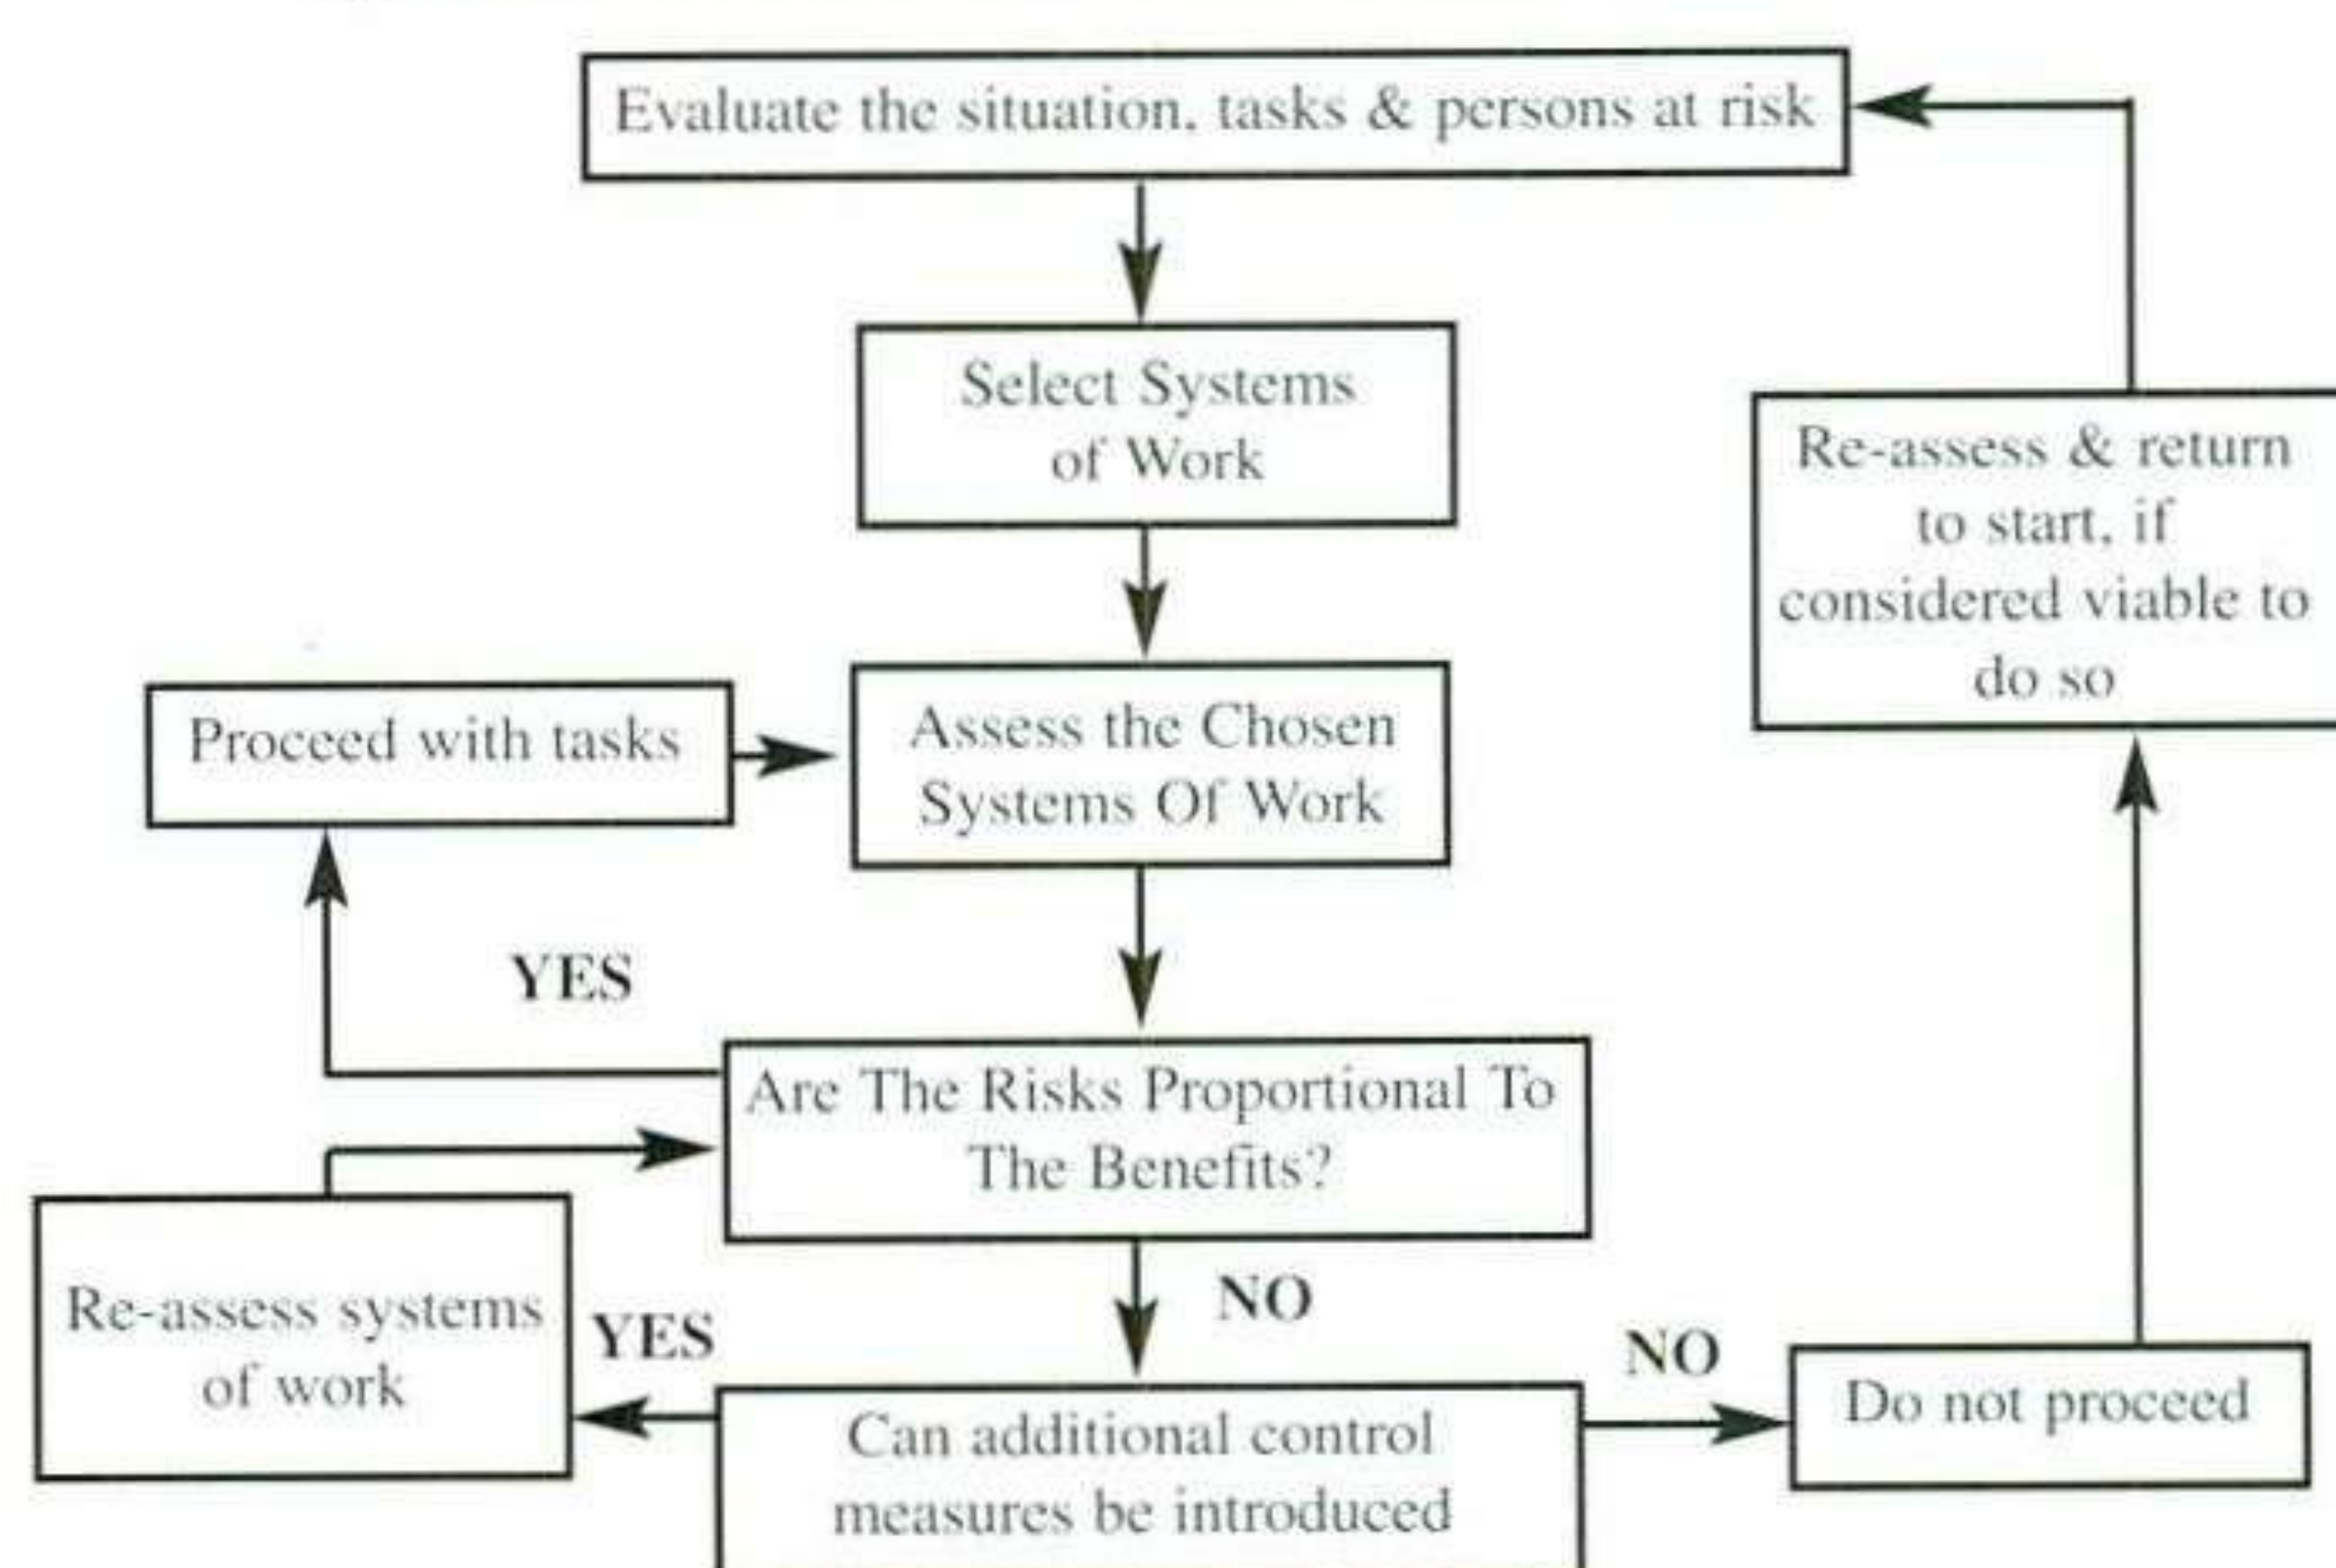 Evaluate the situation, tasks & persons at risk
Select Systems
of Work
Re-assess & return
to start, if
considered viable to
do so
Proceed with tasks
Assess the Chosen
Systems Of Work
YES
Are The Risks Proportional To
The Benefits?
NO
Re-assess systems
of work
YES
NO
Can additional control
measures be introduced
Do not proceed